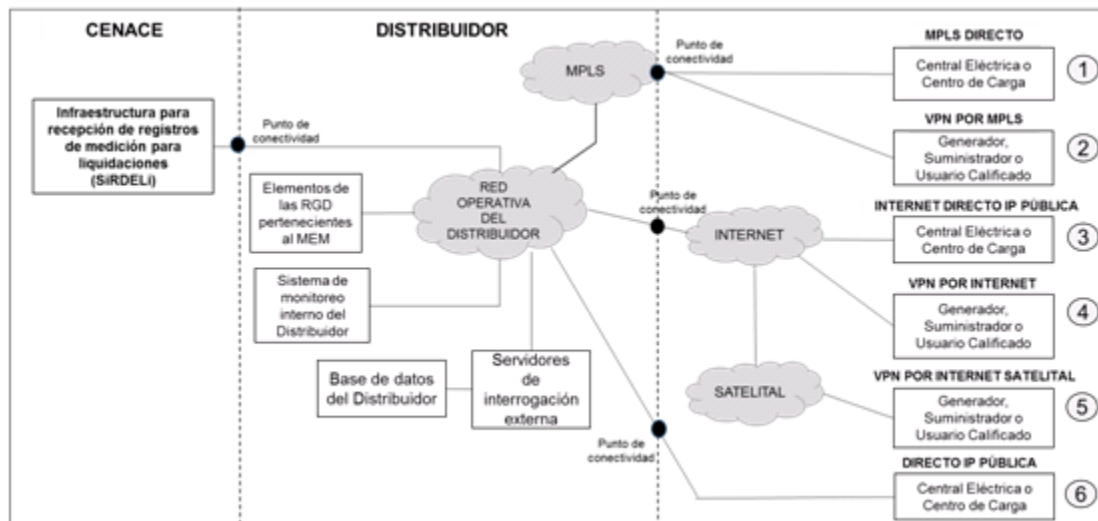 CENACE
Infraestructura para
recepción de registros
de medición para
liquidaciones
(SiRDELi)
DISTRIBUIDOR
Punto de
conectividad
MPLS
Punto de
conectividad
RED
OPERATIVA
DEL
DISTRIBUIDOR
Elementos de
las RGD
pertenecientes
al MEM
Sistema de
monitoreo
interno del
Distribuidor
Base de datos
del Distribuidor
Servidores
de
interrogación
externa
Punto de
conectividad
Punto de
conectividad
INTERNET
SATELITAL
MPLS DIRECTO
Central Eléctrica o
Centro de Carga
1
VPN POR MPLS
Generador,
Suministrador o
Usuario Calificado
2
INTERNET DIRECTO IP PÚBLICA
Central Eléctrica o
Centro de Carga
3
VPN POR INTERNET
Generador,
Suministrador o
Usuario Calificado
4
VPN POR INTERNET SATELITAL
Generador,
Suministrador o
Usuario Calificado
5
DIRECTO IP PÚBLICA
Central Eléctrica o
Centro de Carga
6